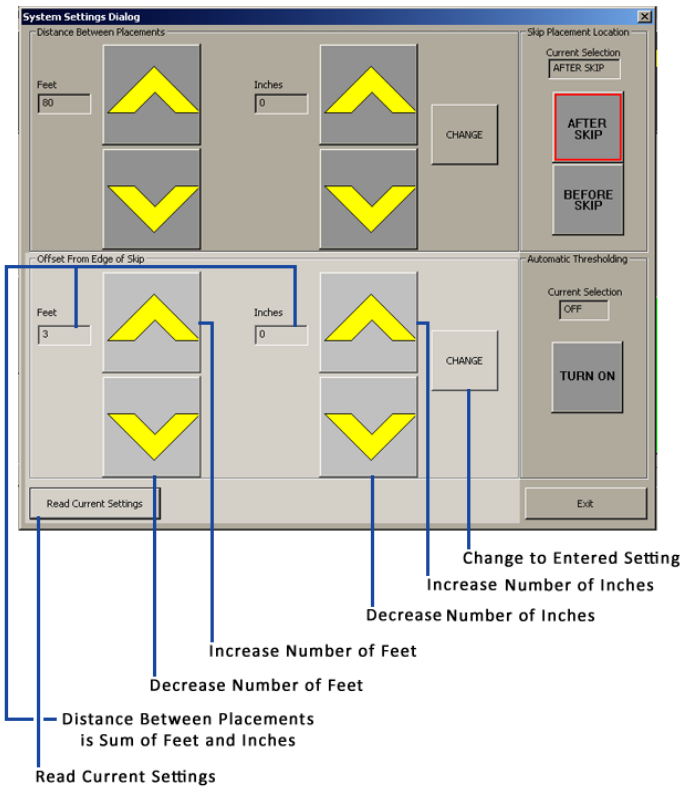 System Settings Dialog
Distance Between Placements
Skip Placement Location
Feet
80
Inches
0
CHANGE
Current Selection
AFTER SKIP
AFTER
SKIP
BEFORE
SKIP
Offset From Edge of Skip
Automatic Thresholding
Feet
3
Inches
0
CHANGE
Current Selection
OFF
TURN ON
Read Current Settings
Exit
Change to Entered Setting
Increase Number of Inches
Decrease Number of Inches
Increase Number of Feet
Decrease Number of Feet
Distance Between Placements
is Sum of Feet and Inches
Read Current Settings